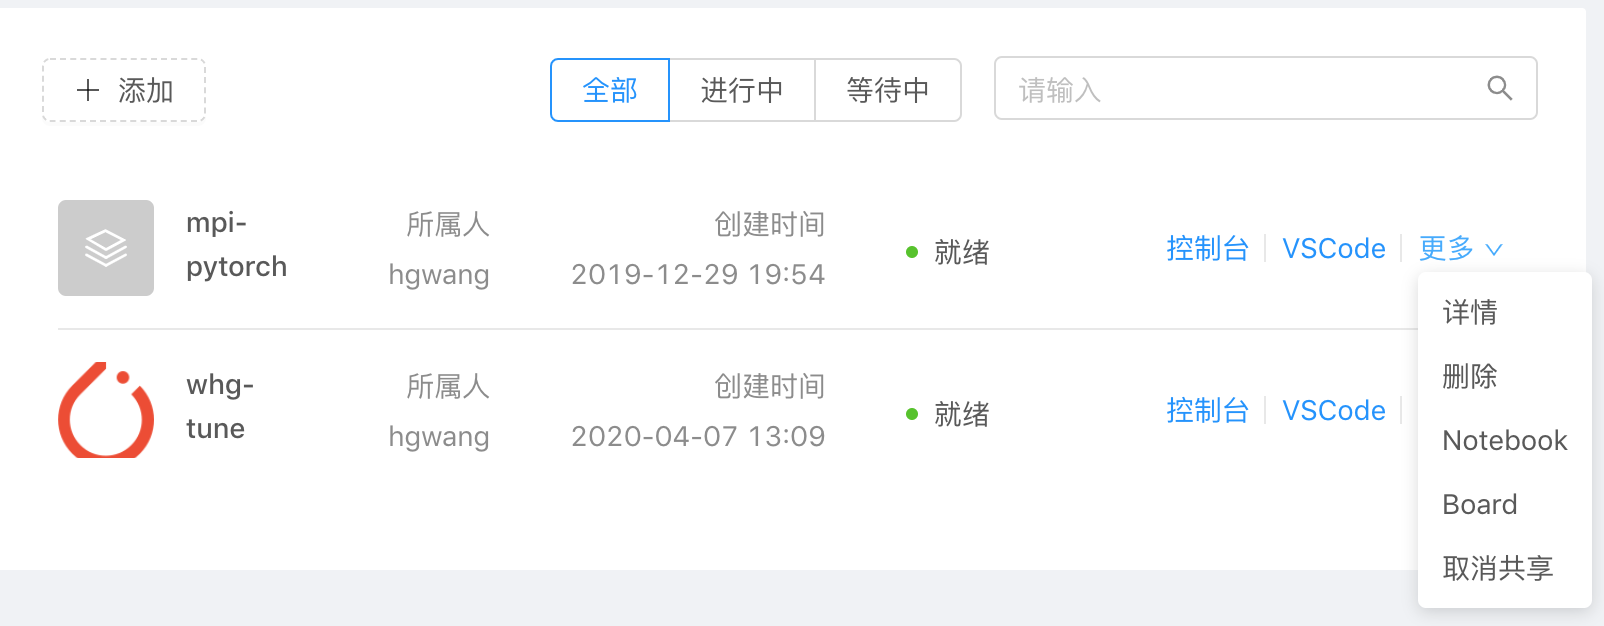 添加
全部 进行中 等待中
请输入
mpi-
pytorch
所属人
hgwang
创建时间
2019-12-29 19:54
就绪
控制台 VSCode 更多
详情
删除
Notebook
Board
取消共享
whg-
tune
所属人
hgwang
创建时间
2020-04-07 13:09
就绪
控制台 VSCode